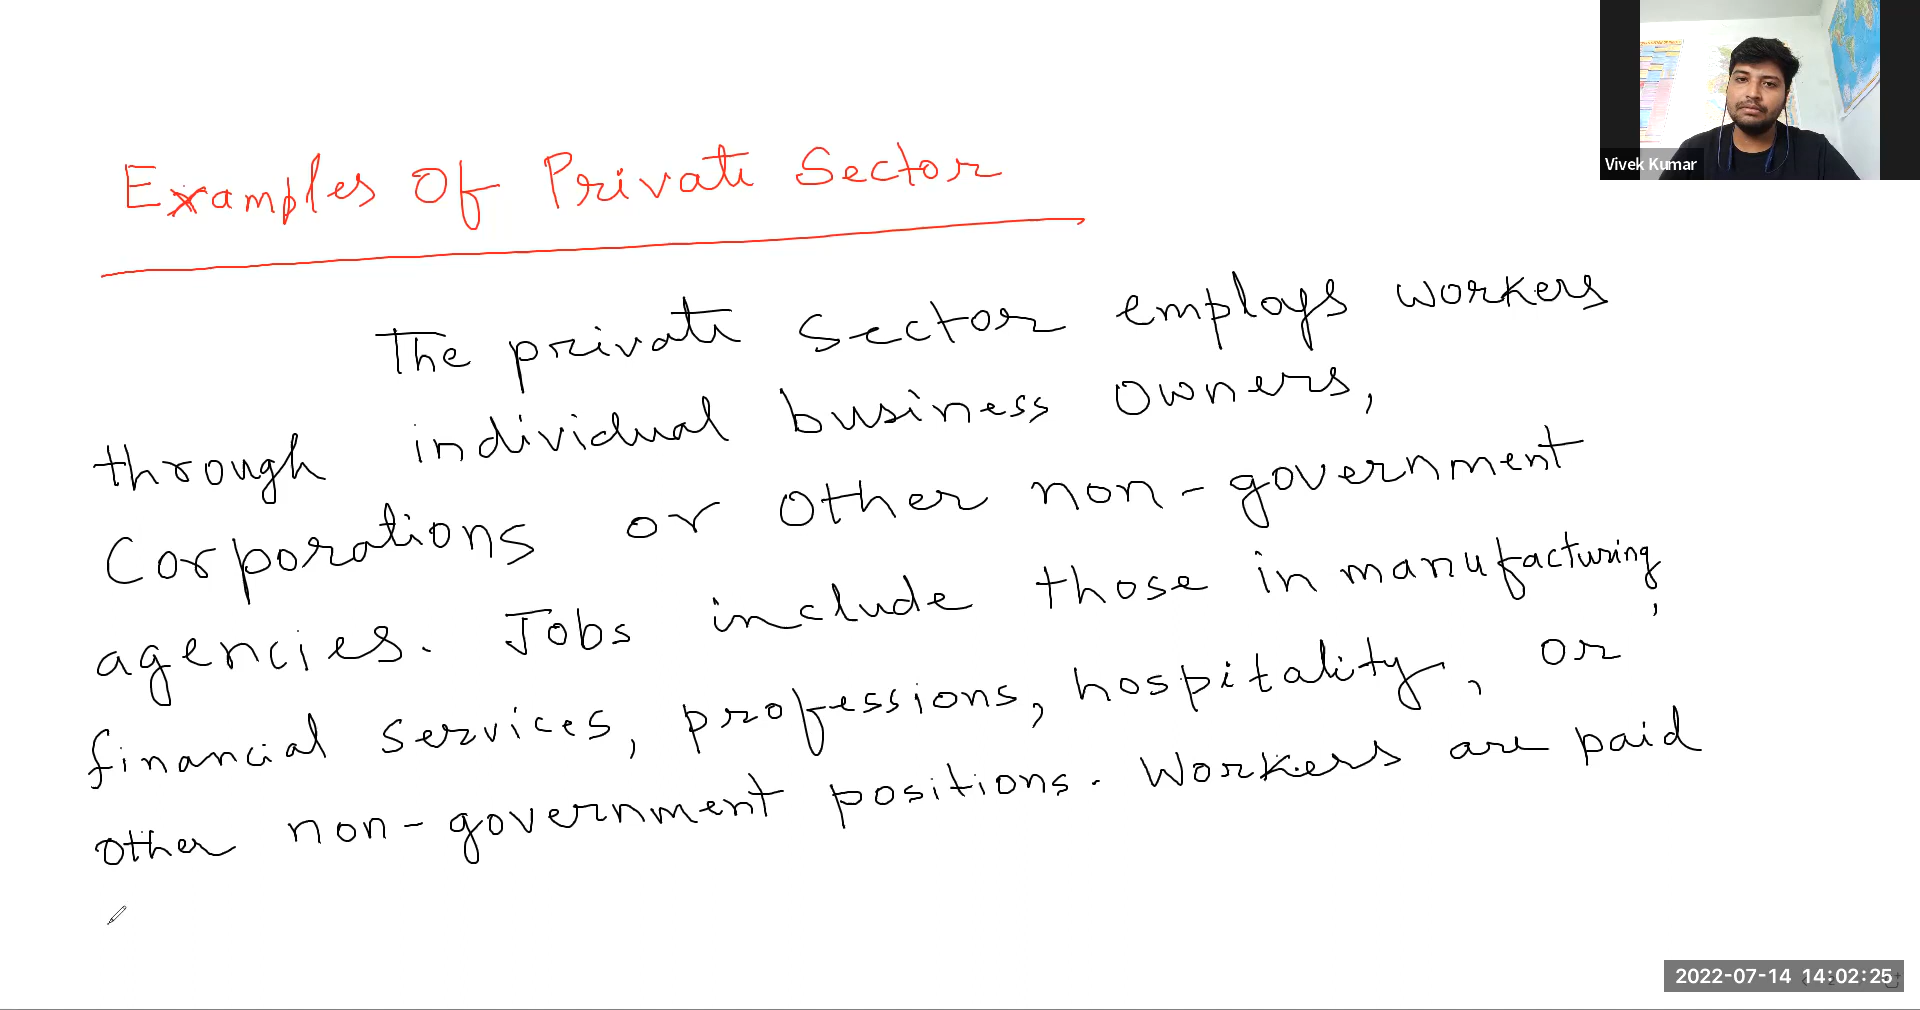 Vivek Kumar
Examples Of Private Sector
The private sector employs workers
through individual business owners,
Corporations or other non-government
agencies. Jobs include those in manufacturing,
financial services, professions, hospitality, or
other non-government positions. Workers are paid
2022-07-14 14:02:25